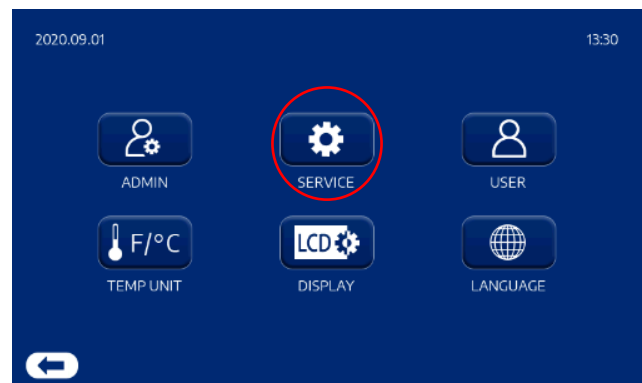 2020.09.01 13:30
ADMIN SERVICE USER
F/°C LCD
TEMP UNIT DISPLAY LANGUAGE